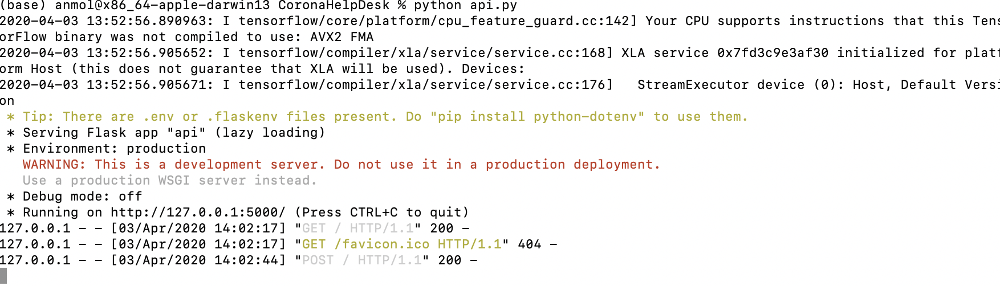 (base) anmol@x86_64-apple-darwin13 CoronaHelpDesk % python api.py
2020-04-03 13:52:56.890963: I tensorflow/core/platform/cpu_feature_guard.cc:142] Your CPU supports instructions that this Tens
orFlow binary was not compiled to use: AVX2 FMA
2020-04-03 13:52:56.905652: I tensorflow/compiler/xla/service/service.cc:168] XLA service 0x7fd3c9e3af30 initialized for platf
orm Host (this does not guarantee that XLA will be used). Devices:
2020-04-03 13:52:56.905671: I tensorflow/compiler/xla/service/service.cc:176]   StreamExecutor device (0): Host, Default Versi
on
 * Tip: There are .env or .flaskenv files present. Do "pip install python-dotenv" to use them.
 * Serving Flask app "api" (lazy loading)
 * Environment: production
   WARNING: This is a development server. Do not use it in a production deployment.
   Use a production WSGI server instead.
 * Debug mode: off
 * Running on http://127.0.0.1:5000/ (Press CTRL+C to quit)
127.0.0.1 - - [03/Apr/2020 14:02:17] "GET / HTTP/1.1" 200 -
127.0.0.1 - - [03/Apr/2020 14:02:17] "GET /favicon.ico HTTP/1.1" 404 -
127.0.0.1 - - [03/Apr/2020 14:02:44] "POST / HTTP/1.1" 200 -